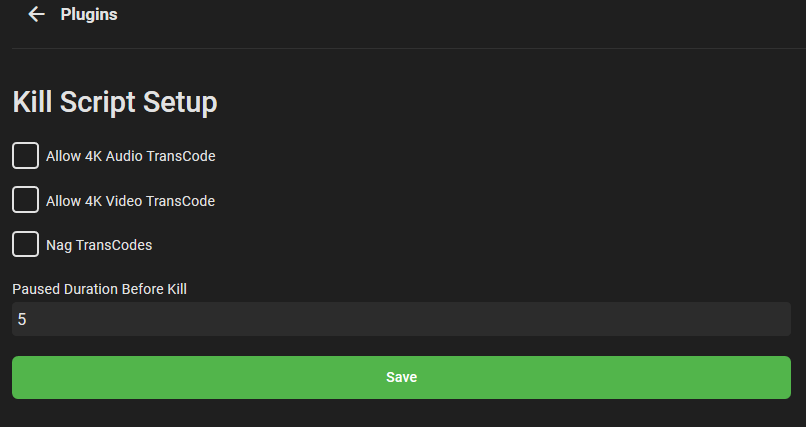 Plugins
Kill Script Setup
Allow 4K Audio TransCode
Allow 4K Video TransCode
Nag TransCodes
Paused Duration Before Kill
5
Save